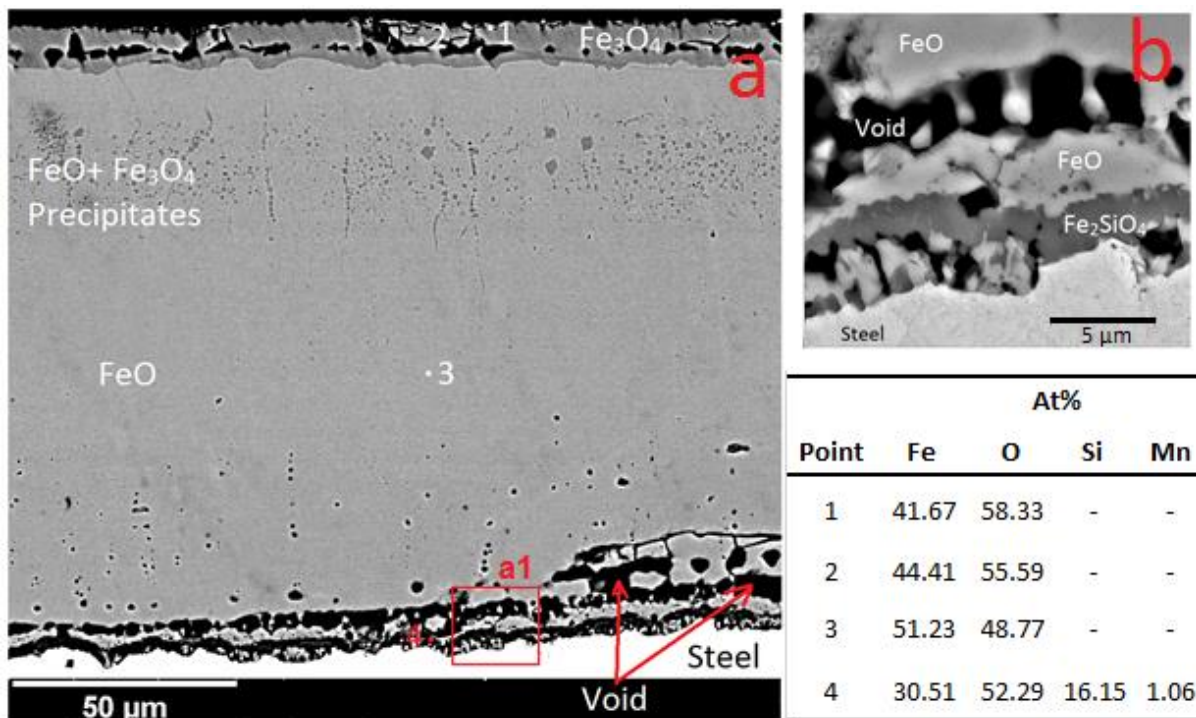 1
2
Fe₃O₄
a
FeO+ Fe₃O₄
Precipitates
FeO
3
a1
4
Steel
Void
50 µm
b
FeO
Void
FeO
Fe₂SiO₄
Steel
5 µm
At%
Point Fe O Si Mn
1 41.67 58.33 - -
2 44.41 55.59 - -
3 51.23 48.77 - -
4 30.51 52.29 16.15 1.06